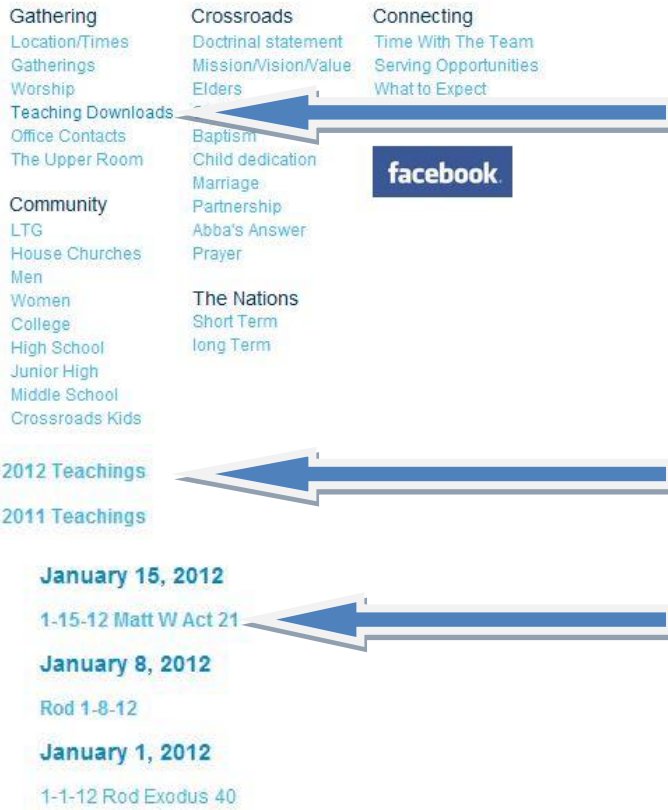 Gathering
Location/Times
Gatherings
Worship
Teaching Downloads
Office Contacts
The Upper Room
Community
LTG
House Churches
Men
Women
College
High School
Junior High
Middle School
Crossroads Kids
Crossroads
Doctrinal statement
Mission/Vision/Value
Elders
Baptism
Child dedication
Marriage
Partnership
Abba's Answer
Prayer
The Nations
Short Term
long Term
Connecting
Time With The Team
Serving Opportunities
What to Expect
facebook.
2012 Teachings
2011 Teachings
January 15, 2012
1-15-12 Matt W Act 21
January 8, 2012
Rod 1-8-12
January 1, 2012
1-1-12 Rod Exodus 40